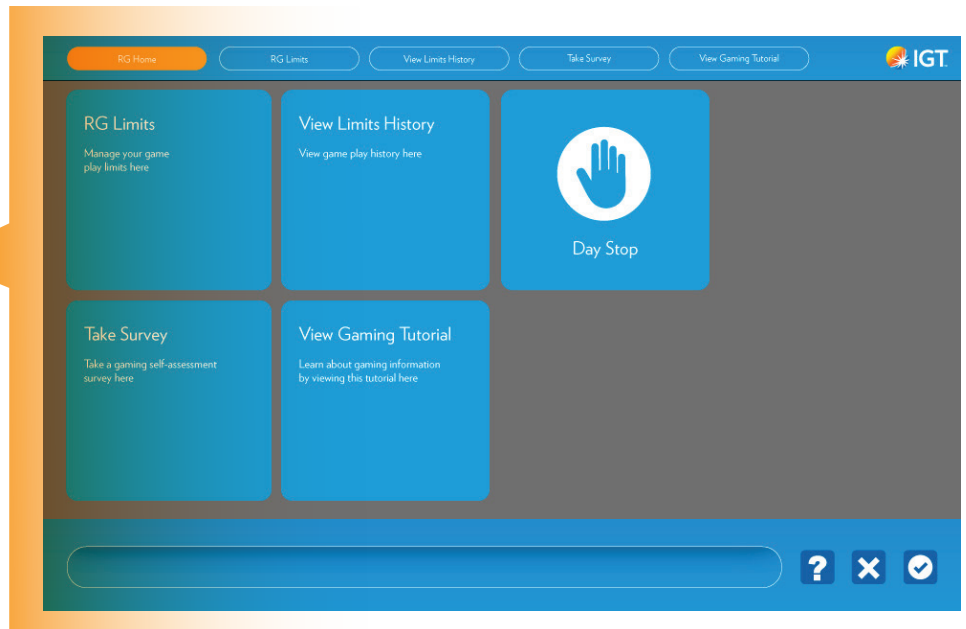 RG Home
RG Limits
View Limits History
Take Survey
View Gaming Tutorial
IGT
RG Limits
Manage your game
play limits here
View Limits History
View game play history here
Day Stop
Take Survey
Take a gaming self-assessment
survey here
View Gaming Tutorial
Learn about gaming information
by viewing this tutorial here
?